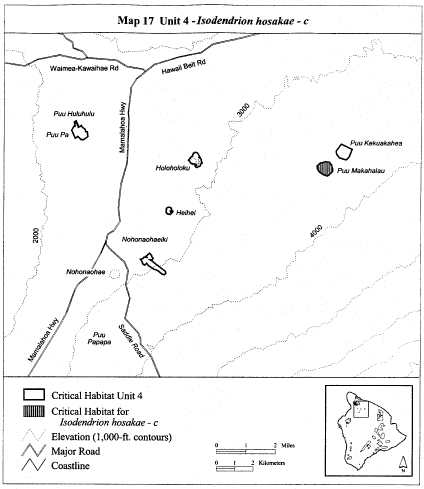 Map 17 Unit 4 - Isodendrion hosakae - c
Waimea-Kawaihae Rd
Hawaii Belt Rd
Mamalahoa Hwy
3000
Puu Huluhulu
Puu Pa
Holoholoku
Puu Kekuakahea
Puu Makahalau
Heihei
2000
4000
Nohonaohaeiki
Nohonaohae
Mamalahoa Hwy
Puu
Papapa
Saddle Road
Critical Habitat Unit 4
Critical Habitat for
Isodendrion hosakae - c
Elevation (1,000-ft. contours)
Major Road
Coastline
0 1 2 Miles
0 1 2 Kilometers